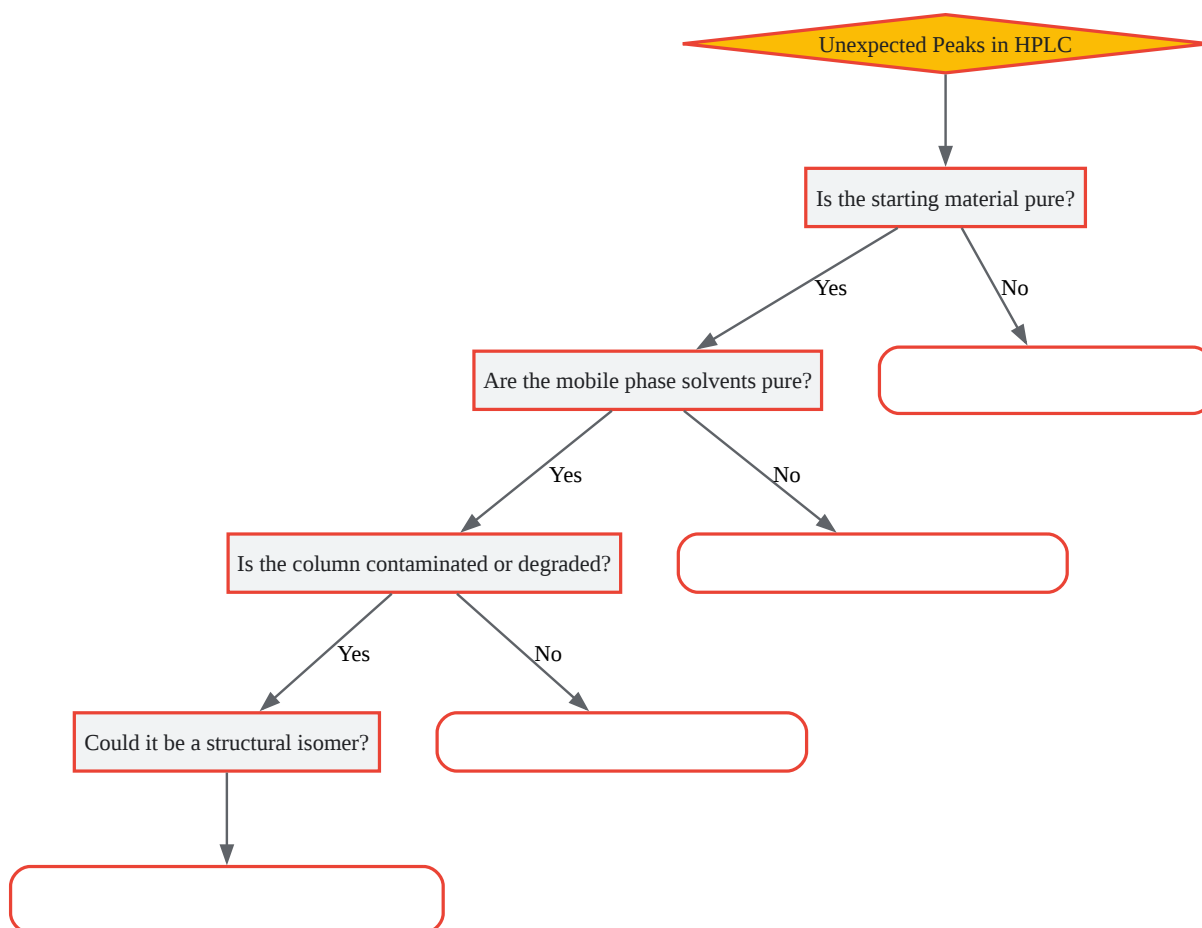 Unexpected Peaks in HPLC
Is the starting material pure?
Yes
No
Are the mobile phase solvents pure?
Yes
No
Is the column contaminated or degraded?
Yes
No
Could it be a structural isomer?